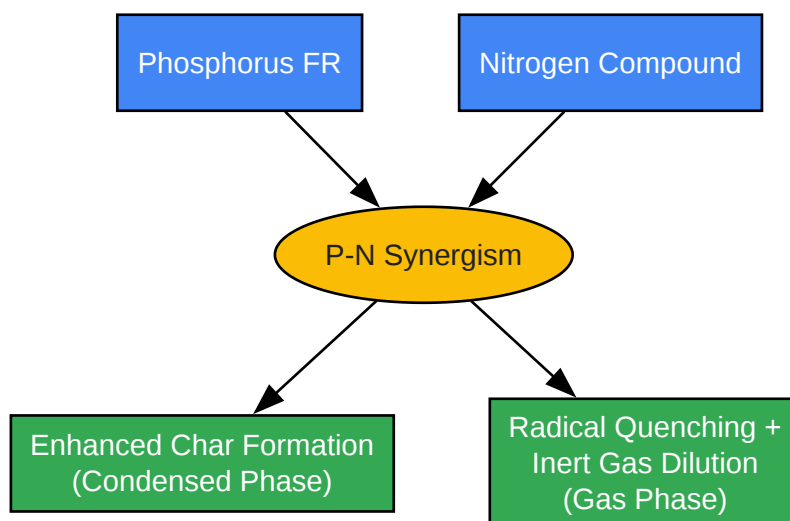 Phosphorus FR
Nitrogen Compound
P-N Synergism
Enhanced Char Formation
(Condensed Phase)
Radical Quenching +
Inert Gas Dilution
(Gas Phase)